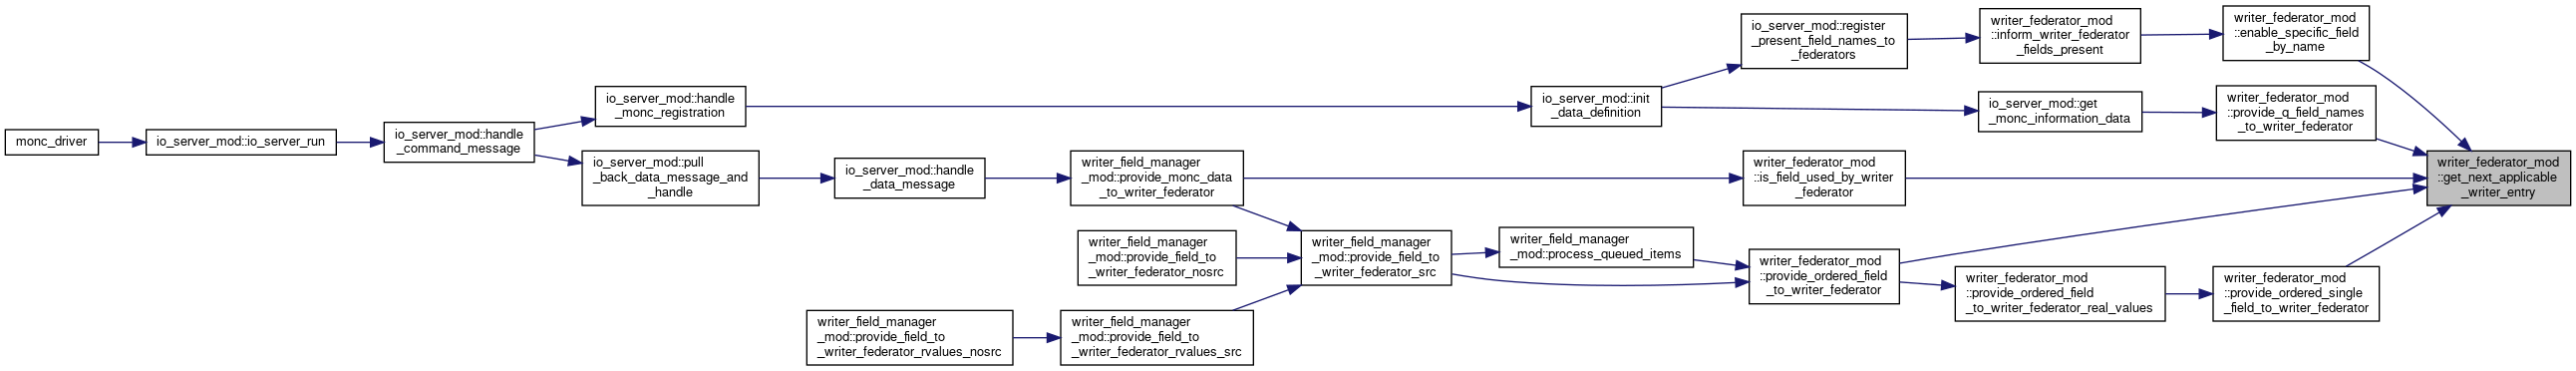 monc_driver
io_server_mod::io_server_run
io_server_mod::handle
_command_message
io_server_mod::handle
_monc_registration
io_server_mod::pull
_back_data_message_and
_handle
io_server_mod::handle
_data_message
writer_field_manager
_mod::provide_monc_data
_to_writer_federator
writer_field_manager
_mod::provide_field_to
_writer_federator_nosrc
writer_field_manager
_mod::provide_field_to
_writer_federator_rvalues_nosrc
writer_field_manager
_mod::provide_field_to
_writer_federator_rvalues_src
writer_field_manager
_mod::provide_field_to
_writer_federator_src
writer_field_manager
_mod::process_queued_items
io_server_mod::init
_data_definition
io_server_mod::register
_present_field_names_to
_federators
writer_federator_mod
::is_field_used_by_writer
_federator
writer_federator_mod
::provide_ordered_field
_to_writer_federator
writer_federator_mod
::inform_writer_federator
_fields_present
io_server_mod::get
_monc_information_data
writer_federator_mod
::provide_ordered_field
_to_writer_federator_real_values
writer_federator_mod
::enable_specific_field
_by_name
writer_federator_mod
::provide_q_field_names
_to_writer_federator
writer_federator_mod
::provide_ordered_single
_field_to_writer_federator
writer_federator_mod
::get_next_applicable
_writer_entry